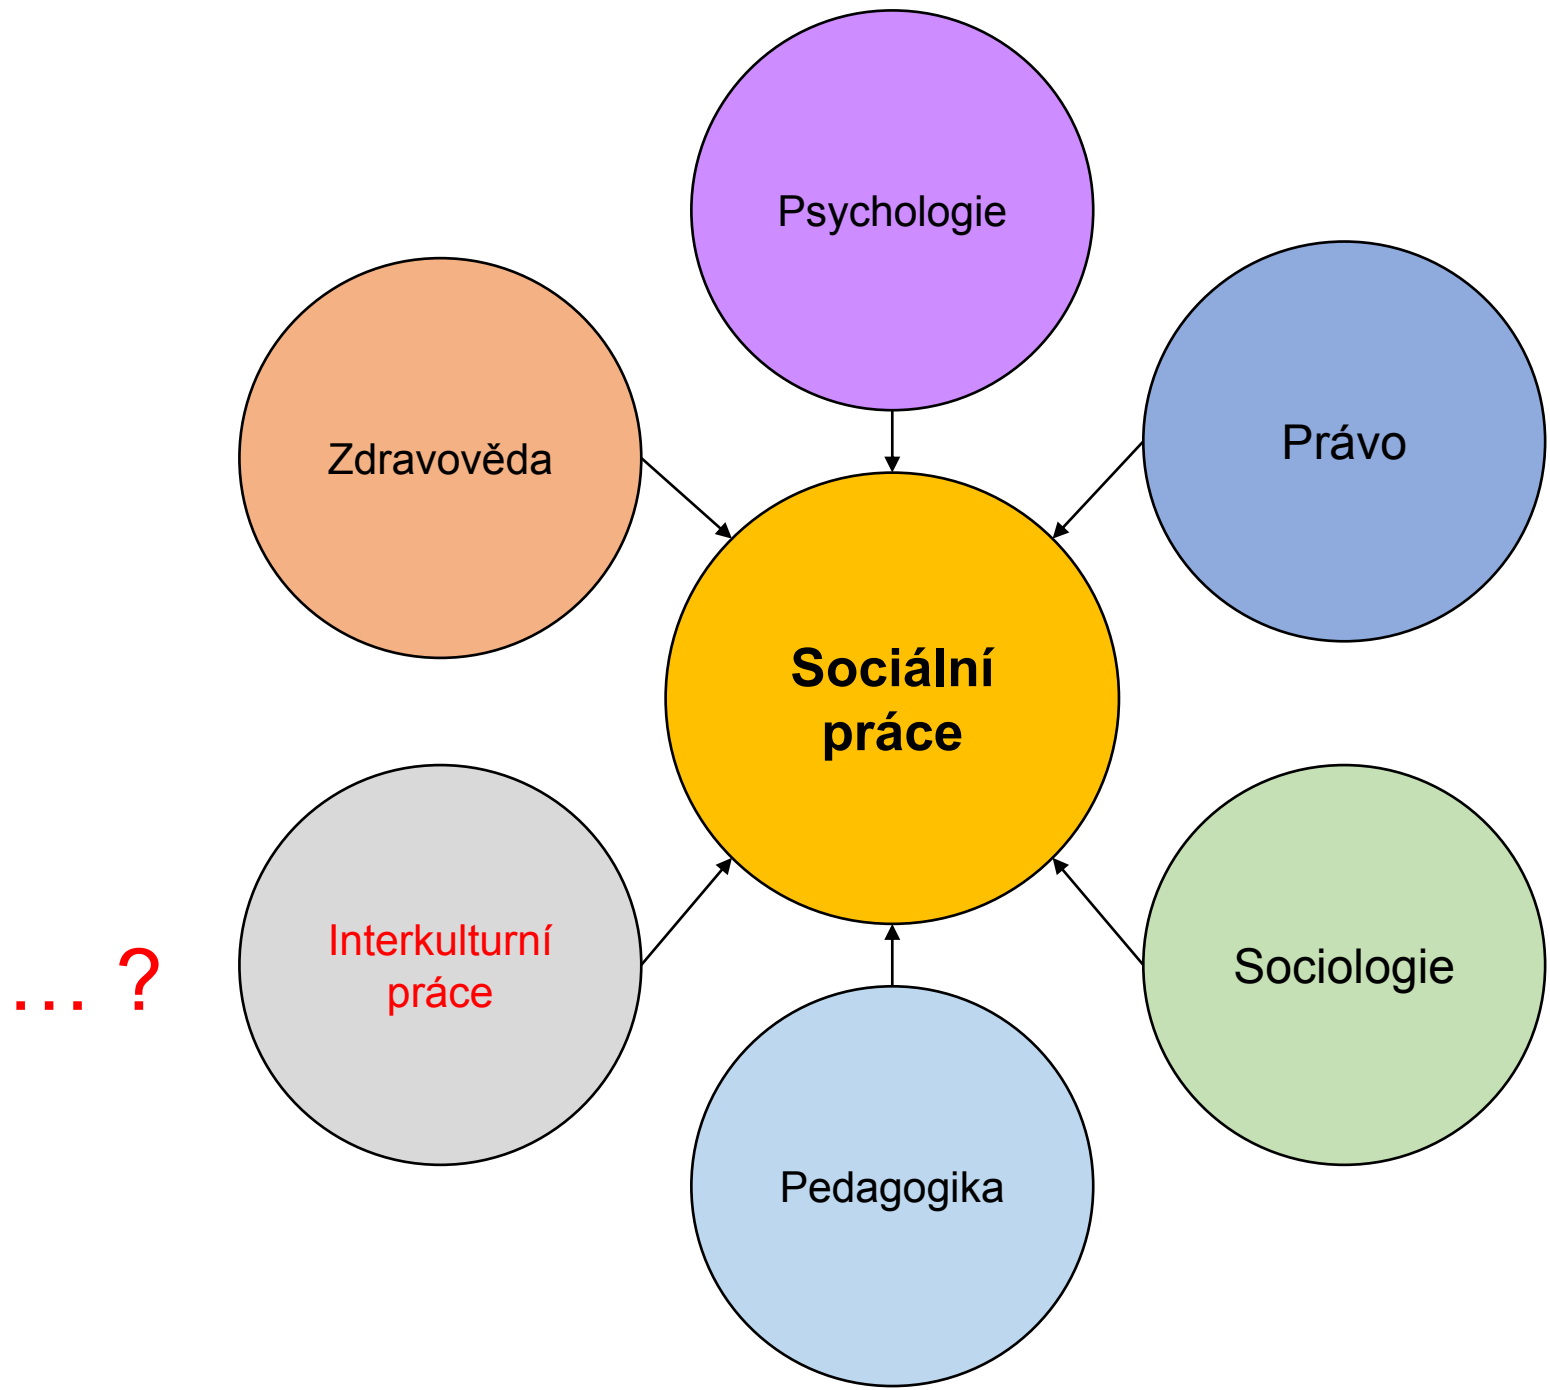 Psychologie
Právo
Zdravověda
Sociální
práce
Interkulturní
práce
... ?
Sociologie
Pedagogika